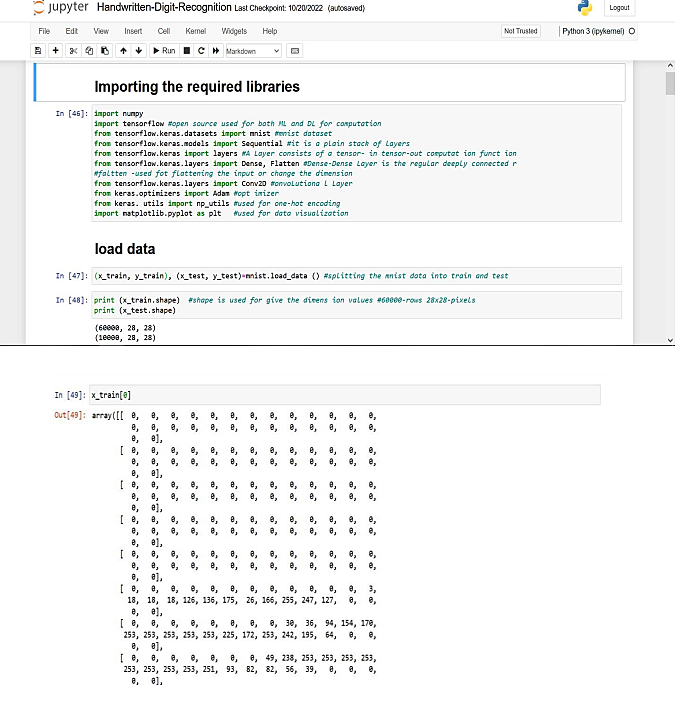 jupyter Handwritten-Digit-Recognition Last Checkpoint: 10/20/2022 (autosaved)
Logout
File Edit View Insert Cell Kernel Widgets Help
Not Trusted
Python 3 (ipykernel)
Run
Markdown
Importing the required libraries
In [46]: import numpy
import tensorflow #open source used for both ML and DL for computation
from tensorflow.keras.datasets import mnist #mnist dataset
from tensorflow.keras.models import Sequential #it is a plain stack of Layers
from tensorflow.keras import layers #A Layer consists of a tensor- in tensor-out computat ion funct ion
from tensorflow.keras.layers import Dense, Flatten #Dense-Dense Layer is the regular deeply connected r
#faltten -used fot flattening the input or change the dimension
from tensorflow.keras.layers import Conv2D #onvolutiona L Layer
from keras.optimizers import Adam #opt imizer
from keras. utils import np_utils #used for one-hot encoding
import matplotlib.pyplot as plt #used for data visualization
load data
In [47]: (x_train, y_train), (x_test, y_test)=mnist.load_data () #splitting the mnist data into train and test
In [48]: print (x_train.shape) #shape is used for give the dimens ion values #60000-rows 28x28-pixels
print (x_test.shape)
(60000, 28, 28)
(10000, 28, 28)
In [49]: x_train[0]
Out[49]: array([[ 0, 0, 0, 0, 0, 0, 0, 0, 0, 0, 0, 0, 0,
0, 0, 0, 0, 0, 0, 0, 0, 0, 0, 0, 0, 0,
0, 0],
[ 0, 0, 0, 0, 0, 0, 0, 0, 0, 0, 0, 0, 0,
0, 0, 0, 0, 0, 0, 0, 0, 0, 0, 0, 0, 0,
0, 0],
[ 0, 0, 0, 0, 0, 0, 0, 0, 0, 0, 0, 0, 0,
0, 0, 0, 0, 0, 0, 0, 0, 0, 0, 0, 0, 0,
0, 0],
[ 0, 0, 0, 0, 0, 0, 0, 0, 0, 0, 0, 0, 0,
0, 0, 0, 0, 0, 0, 0, 0, 0, 0, 0, 0, 0,
0, 0],
[ 0, 0, 0, 0, 0, 0, 0, 0, 0, 0, 0, 0, 0,
0, 0, 0, 0, 0, 0, 0, 0, 0, 0, 0, 0, 0,
0, 0],
[ 0, 0, 0, 0, 0, 0, 0, 0, 0, 0, 0, 0, 3,
18, 18, 18, 126, 136, 175, 26, 166, 255, 247, 127, 0, 0,
0, 0],
[ 0, 0, 0, 0, 0, 0, 0, 0, 30, 36, 94, 154, 170,
253, 253, 253, 253, 253, 225, 172, 253, 242, 195, 64, 0, 0,
0, 0],
[ 0, 0, 0, 0, 0, 0, 0, 49, 238, 253, 253, 253, 253,
253, 253, 253, 253, 251, 93, 82, 82, 56, 39, 0, 0, 0,
0, 0],